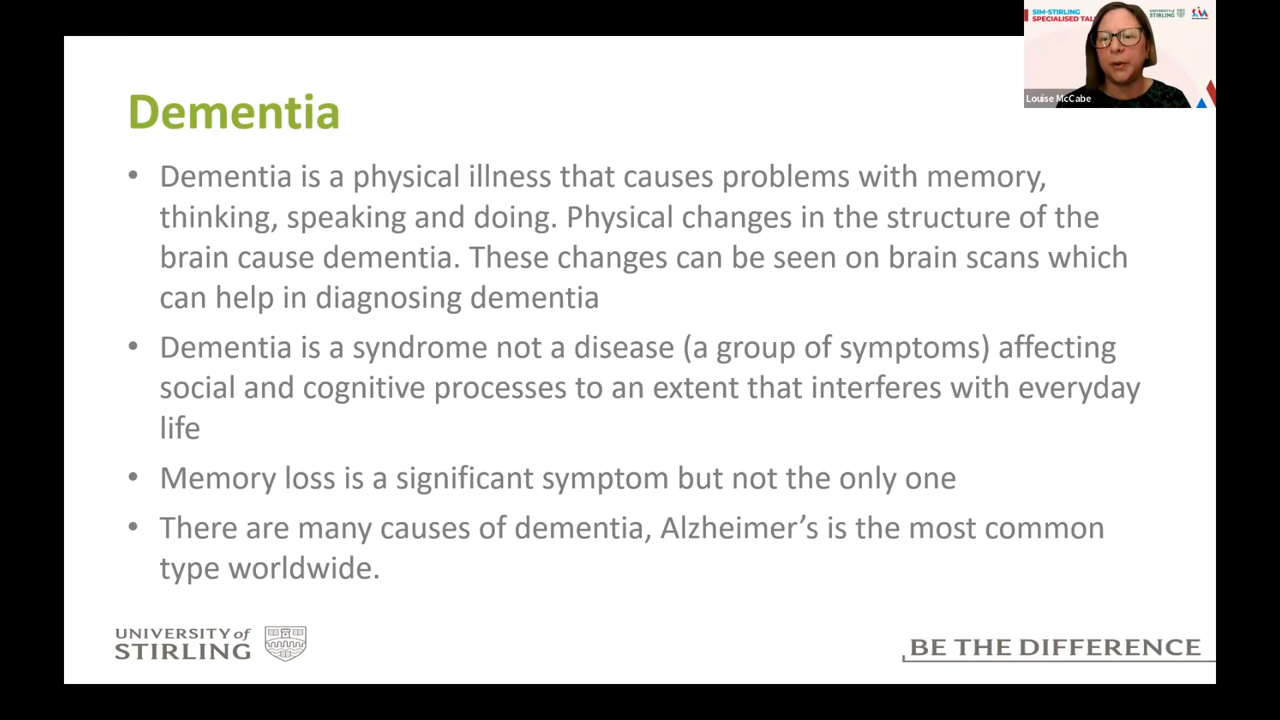 SIM-STIRLING
SPECIALISED TAL
UNIVERSITY of
STIRLING
Louise McCabe
Dementia
• Dementia is a physical illness that causes problems with memory,
thinking, speaking and doing. Physical changes in the structure of the
brain cause dementia. These changes can be seen on brain scans which
can help in diagnosing dementia
• Dementia is a syndrome not a disease (a group of symptoms) affecting
social and cognitive processes to an extent that interferes with everyday
life
• Memory loss is a significant symptom but not the only one
• There are many causes of dementia, Alzheimer’s is the most common
type worldwide.
UNIVERSITY of
STIRLING
BE THE DIFFERENCE